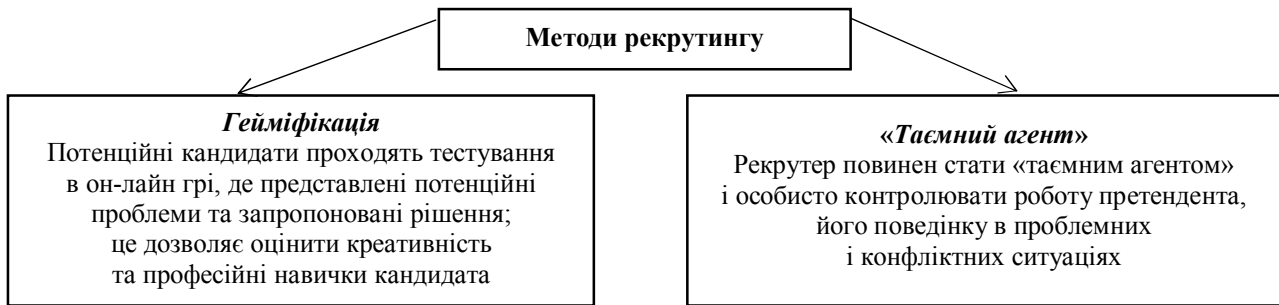 Методи рекрутингу
Гейміфікація
Потенційні кандидати проходять тестування
в он-лайн грі, де представлені потенційні
проблеми та запропоновані рішення;
це дозволяє оцінити креативність
та професійні навички кандидата
«Таємний агент»
Рекрутер повинен стати «таємним агентом»
і особисто контролювати роботу претендента,
його поведінку в проблемних
і конфліктних ситуаціях